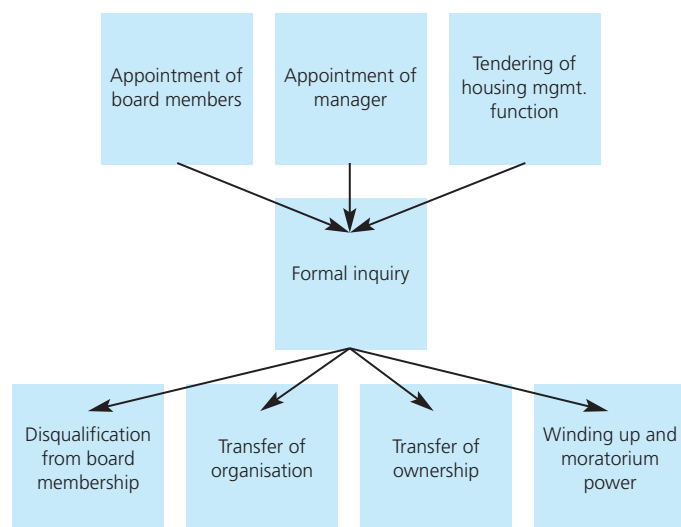 Appointment of
board members
Appointment of
manager
Tendering of
housing mgmt.
function
Formal inquiry
Disqualification
from board
membership
Transfer of
organisation
Transfer of
ownership
Winding up and
moratorium
power